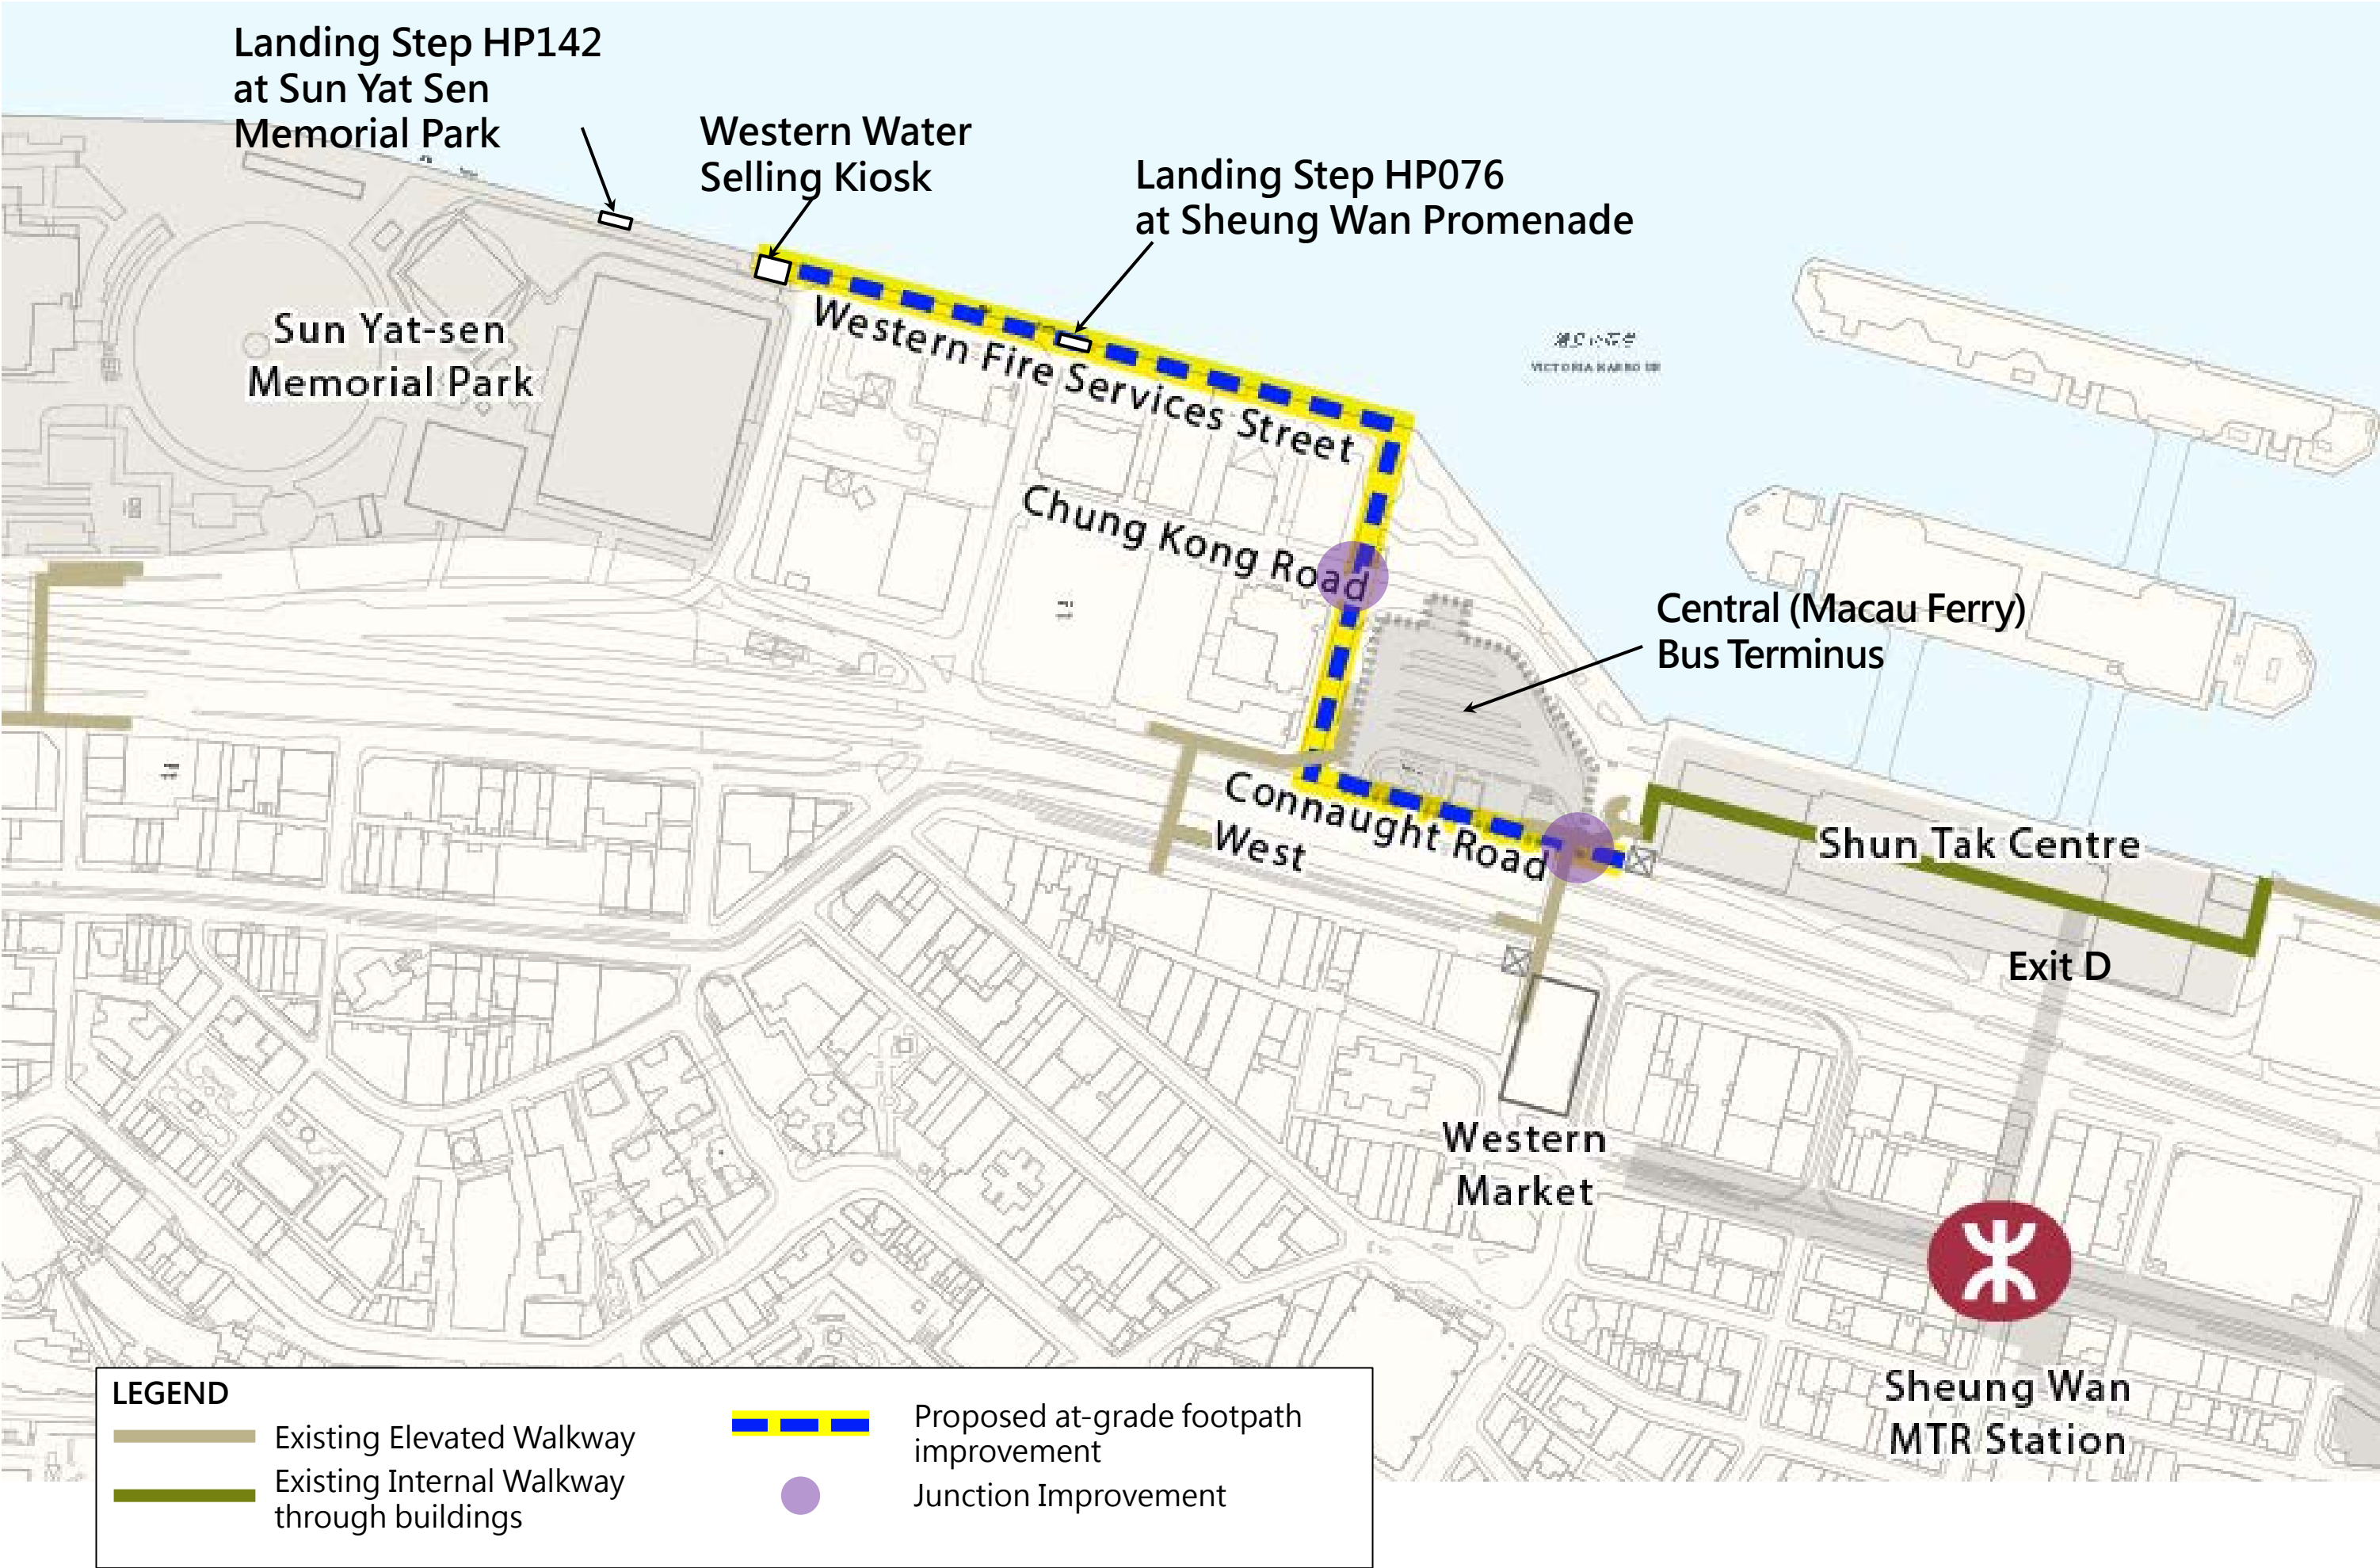 Landing Step HP142
at Sun Yat Sen
Memorial Park
Western Water
Selling Kiosk
Landing Step HP076
at Sheung Wan Promenade
Sun Yat-sen
Memorial Park
Western Fire Services Street
VICTORIA HARBOUR
Chung Kong Road
Central (Macau Ferry)
Bus Terminus
Connaught Road
West
Shun Tak Centre
Exit D
Western
Market
Sheung Wan
MTR Station
LEGEND
Existing Elevated Walkway
Existing Internal Walkway
through buildings
Proposed at-grade footpath
improvement
Junction Improvement